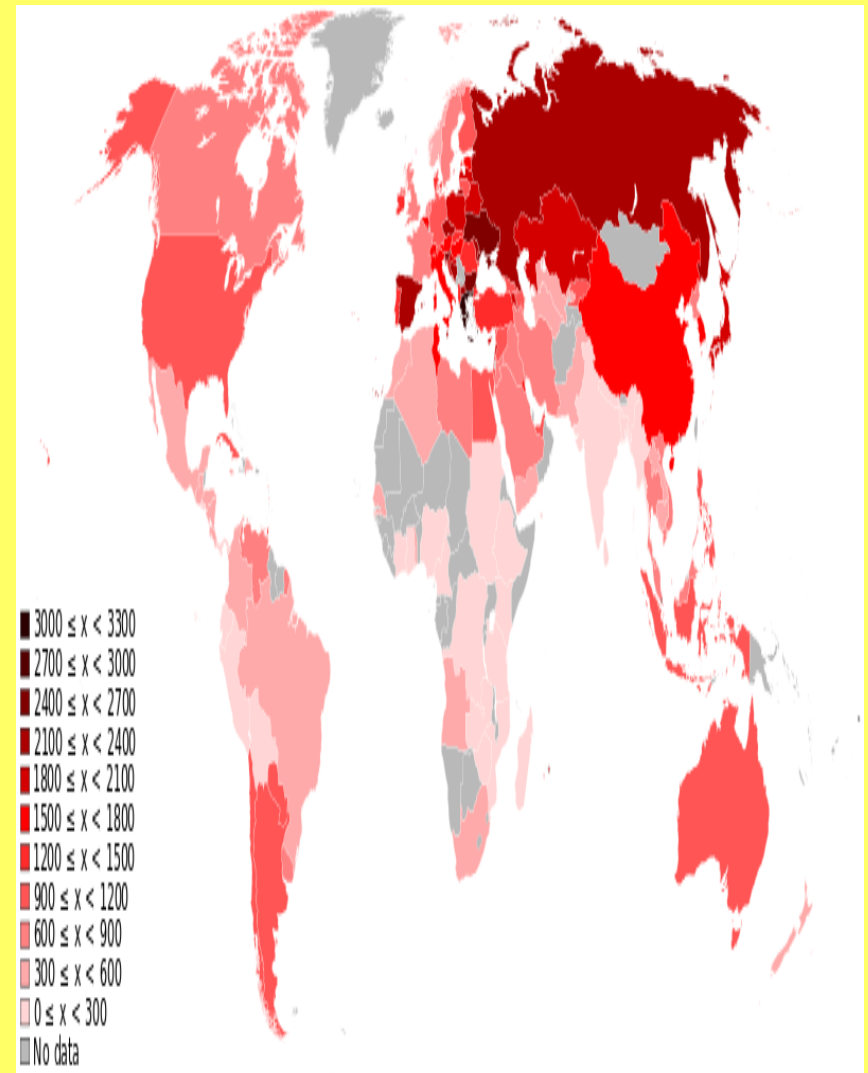 3000 ≤ x < 3300
2700 ≤ x < 3000
2400 ≤ x < 2700
2100 ≤ x < 2400
1800 ≤ x < 2100
1500 ≤ x < 1800
1200 ≤ x < 1500
900 ≤ x < 1200
600 ≤ x < 900
300 ≤ x < 600
0 ≤ x < 300
No data